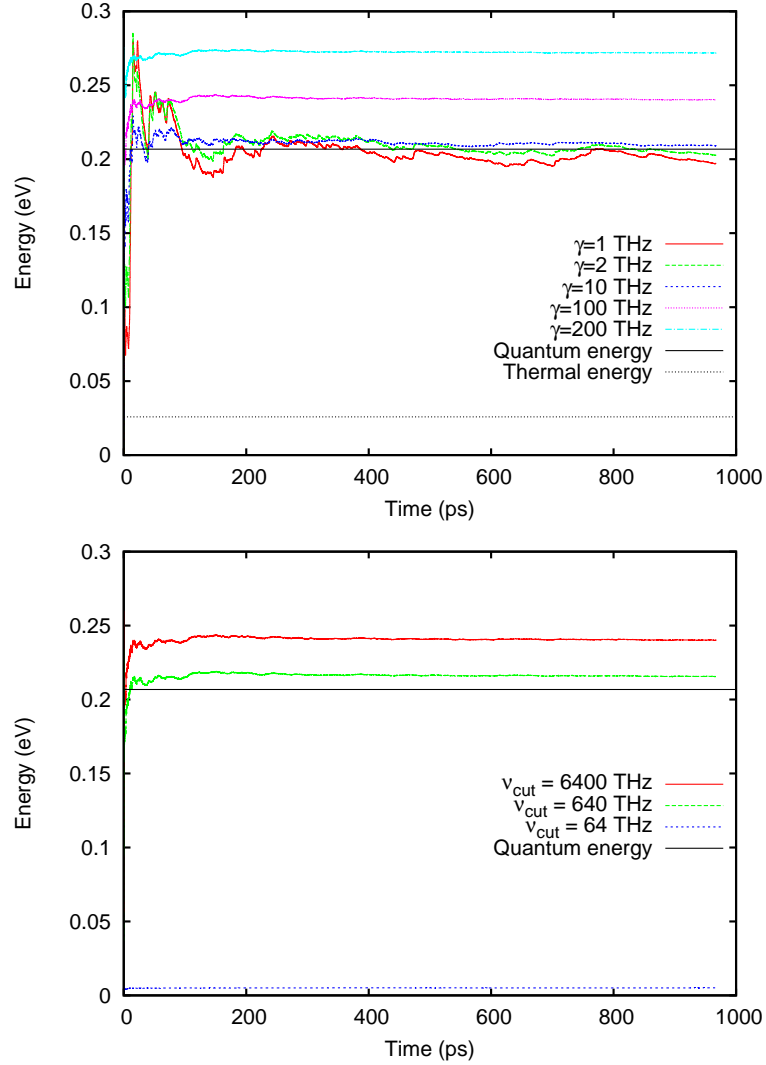 0.3
0.25
0.2
0.15
0.1
0.05
0
Energy (eV)
γ=1 THz
γ=2 THz
γ=10 THz
γ=100 THz
γ=200 THz
Quantum energy
Thermal energy
0 200 400 600 800 1000
Time (ps)
0.3
0.25
0.2
0.15
0.1
0.05
0
Energy (eV)
νcut = 6400 THz
νcut = 640 THz
νcut = 64 THz
Quantum energy
0 200 400 600 800 1000
Time (ps)